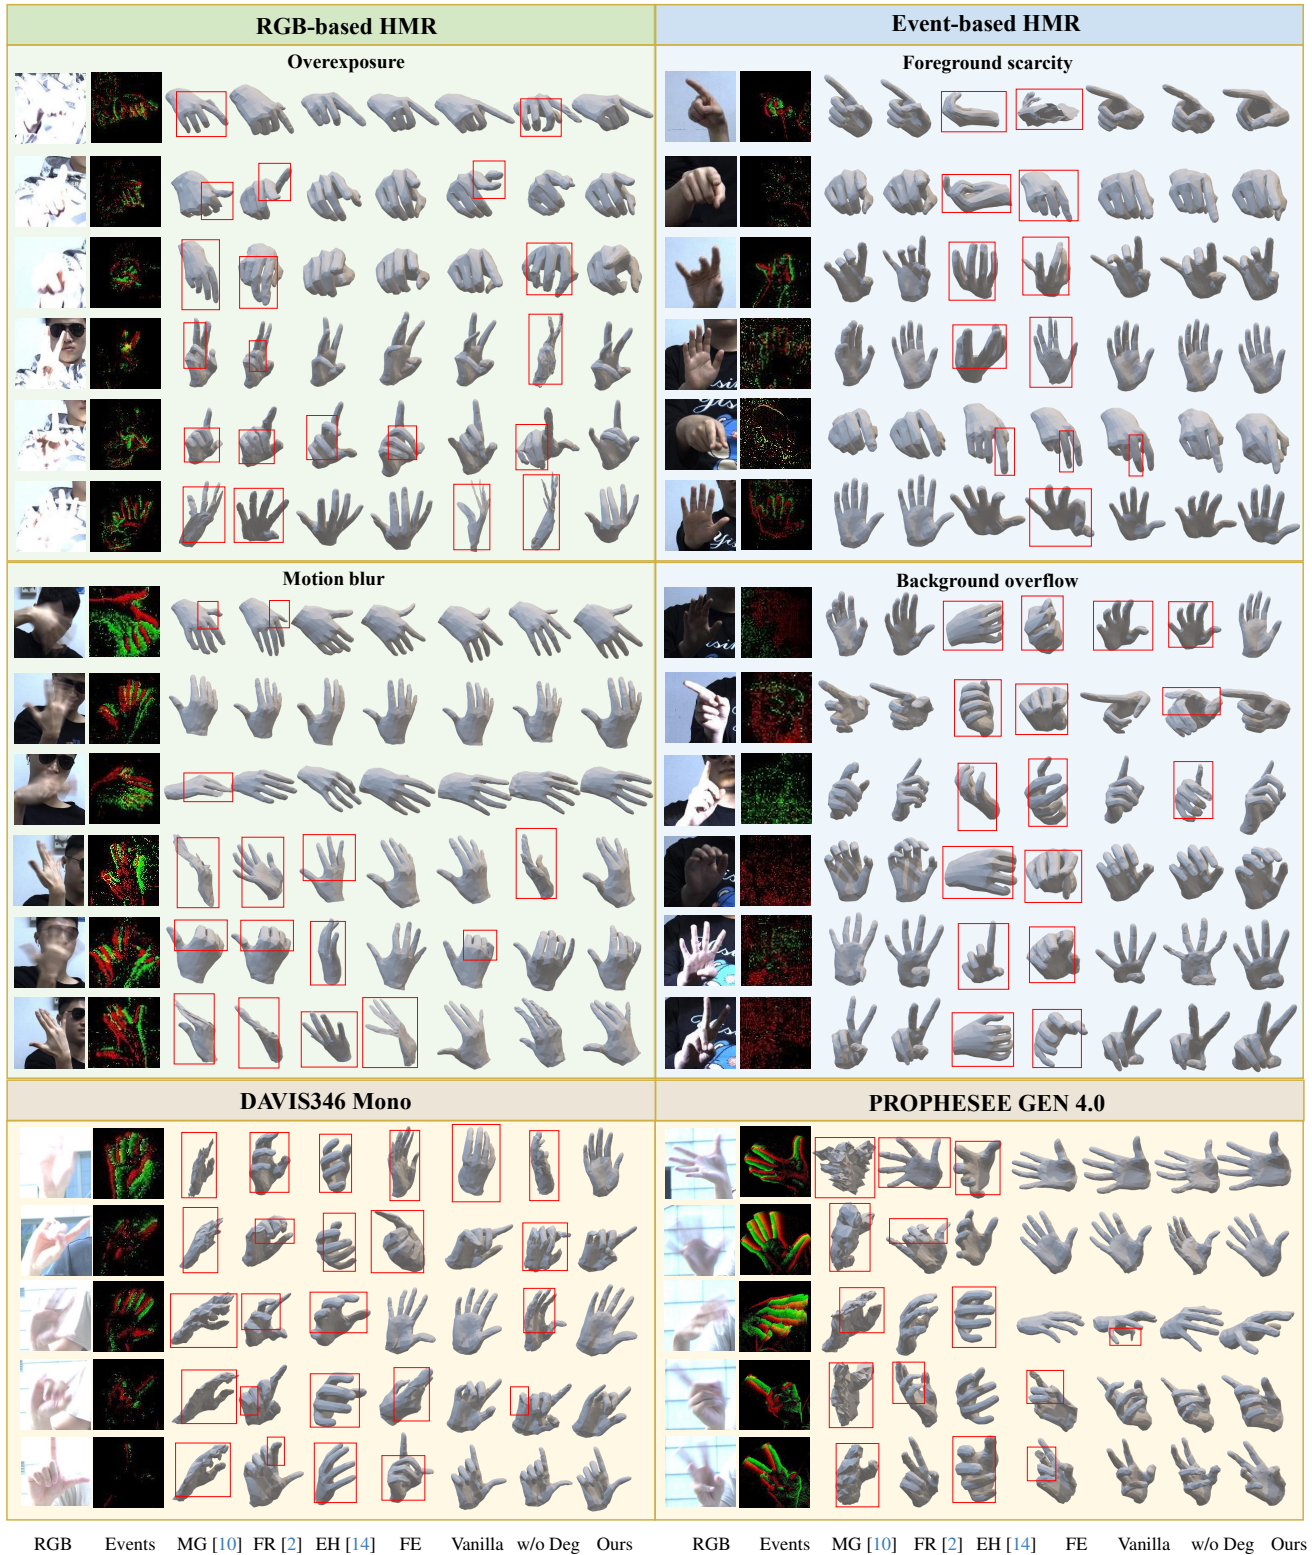 RGB-based HMR
Event-based HMR
Overexposure
Foreground scarcity
Motion blur
Background overflow
DAVIS346 Mono
PROPHESEE GEN 4.0
RGB Events MG [10] FR [2] EH [14] FE Vanilla w/o Deg Ours
RGB Events MG [10] FR [2] EH [14] FE Vanilla w/o Deg Ours